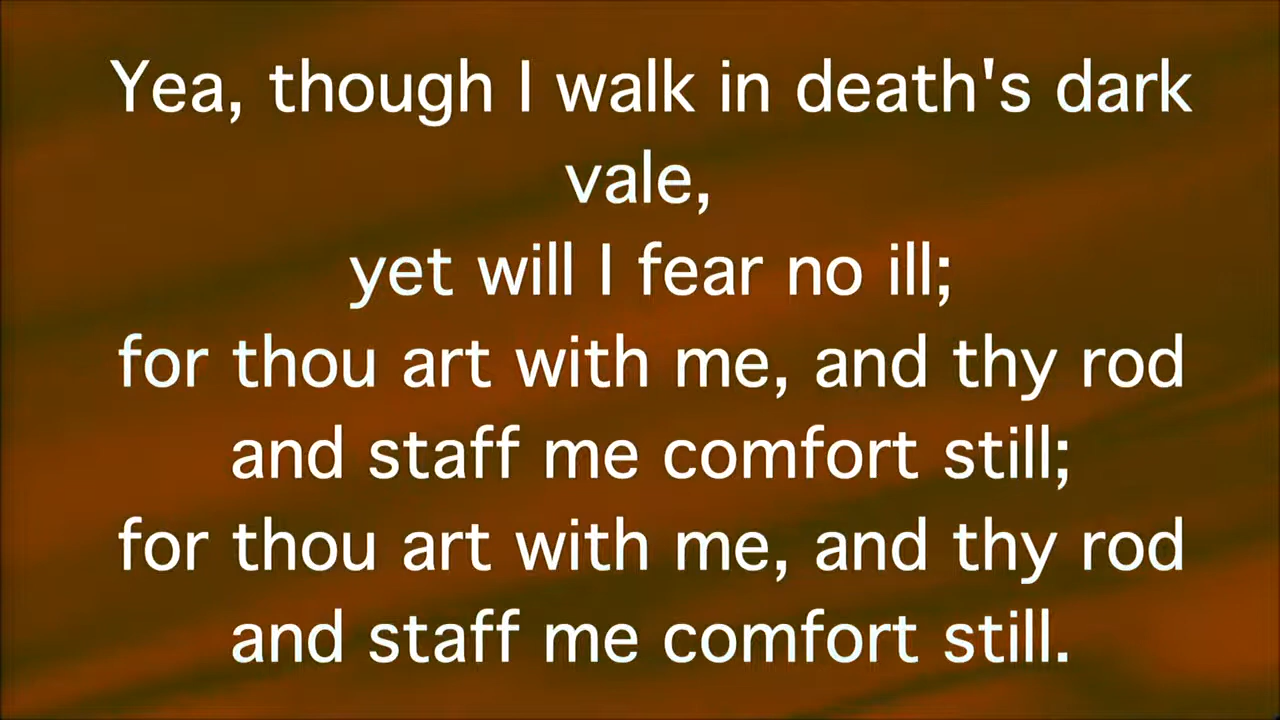 Yea, though I walk in death's dark
vale,
yet will I fear no ill;
for thou art with me, and thy rod
and staff me comfort still;
for thou art with me, and thy rod
and staff me comfort still.